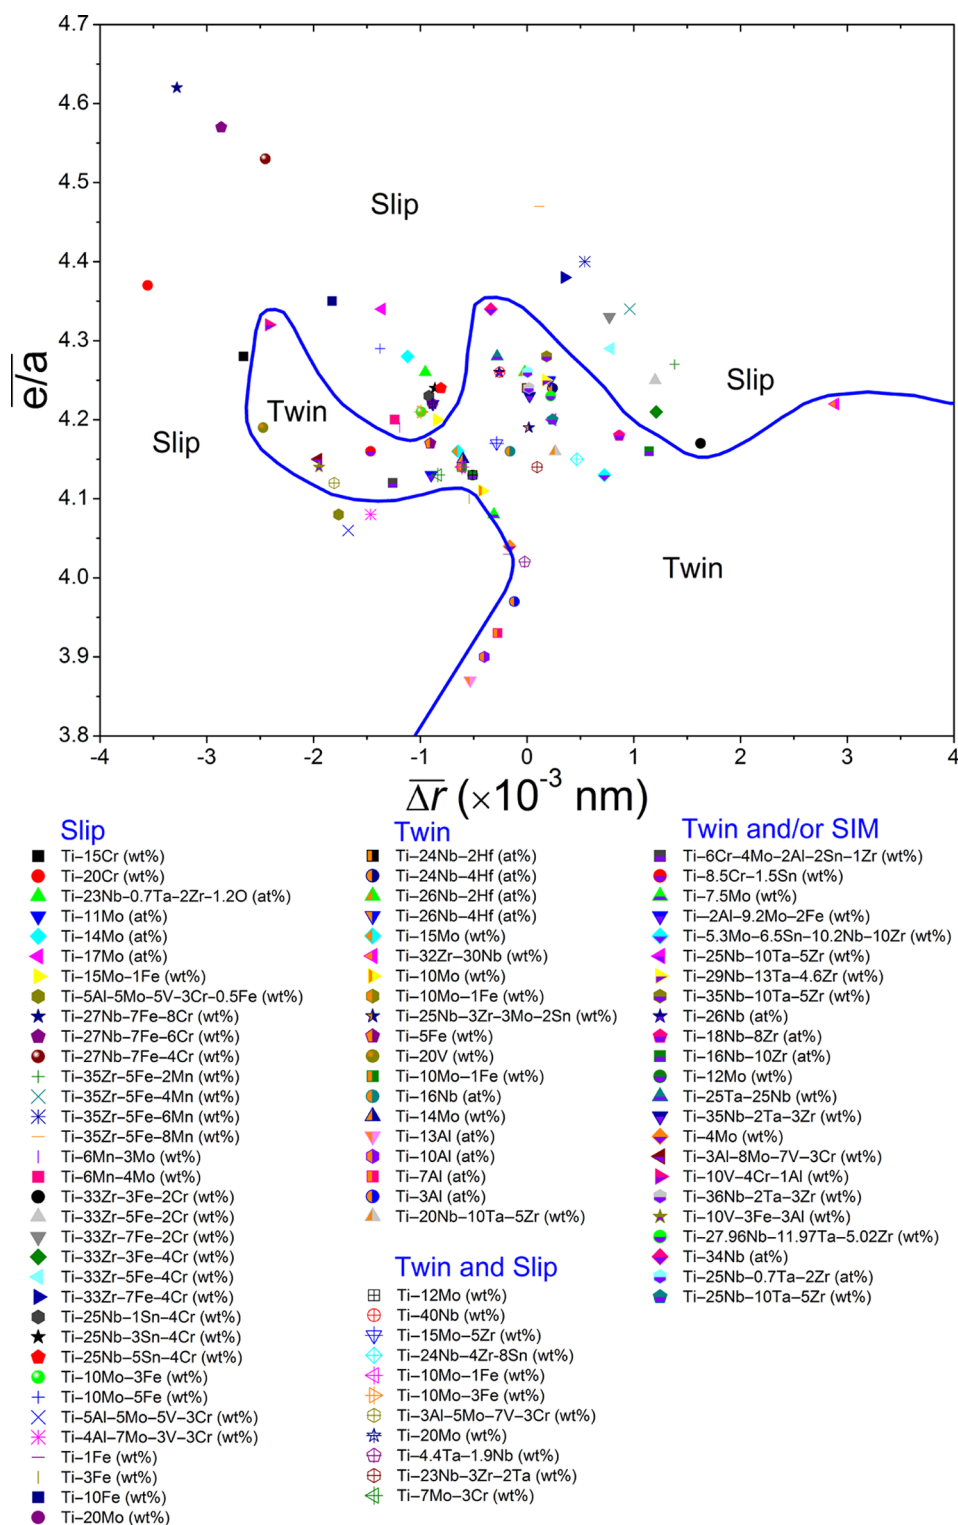 4.7
4.6
4.5
4.4
4.3
4.2
4.1
4.0
3.9
3.8
e/a
Slip
Slip
Twin
Slip
Twin
-4
-3
-2
-1
0
1
2
3
4
Δr (×10-3 nm)
Slip
Ti–15Cr (wt%)
Ti–20Cr (wt%)
Ti–23Nb–0.7Ta–2Zr–1.2O (at%)
Ti–11Mo (at%)
Ti–14Mo (at%)
Ti–17Mo (at%)
Ti–15Mo–1Fe (wt%)
Ti–5Al–5Mo–5V–3Cr–0.5Fe (wt%)
Ti–27Nb–7Fe–8Cr (wt%)
Ti–27Nb–7Fe–6Cr (wt%)
Ti–27Nb–7Fe–4Cr (wt%)
Ti–35Zr–5Fe–2Mn (wt%)
Ti–35Zr–5Fe–4Mn (wt%)
Ti–35Zr–5Fe–6Mn (wt%)
Ti–35Zr–5Fe–8Mn (wt%)
Ti–6Mn–3Mo (wt%)
Ti–6Mn–4Mo (wt%)
Ti–33Zr–3Fe–2Cr (wt%)
Ti–33Zr–5Fe–2Cr (wt%)
Ti–33Zr–7Fe–2Cr (wt%)
Ti–33Zr–3Fe–4Cr (wt%)
Ti–33Zr–5Fe–4Cr (wt%)
Ti–33Zr–7Fe–4Cr (wt%)
Ti–25Nb–1Sn–4Cr (wt%)
Ti–25Nb–3Sn–4Cr (wt%)
Ti–25Nb–5Sn–4Cr (wt%)
Ti–10Mo–3Fe (wt%)
Ti–10Mo–5Fe (wt%)
Ti–5Al–5Mo–5V–3Cr (wt%)
Ti–4Al–7Mo–3V–3Cr (wt%)
Ti–1Fe (wt%)
Ti–3Fe (wt%)
Ti–10Fe (wt%)
Ti–20Mo (wt%)
Twin
Ti–24Nb–2Hf (at%)
Ti–24Nb–4Hf (at%)
Ti–26Nb–2Hf (at%)
Ti–26Nb–4Hf (at%)
Ti–15Mo (wt%)
Ti–32Zr–30Nb (wt%)
Ti–10Mo (wt%)
Ti–10Mo–1Fe (wt%)
Ti–25Nb–3Zr–3Mo–2Sn (wt%)
Ti–5Fe (wt%)
Ti–20V (wt%)
Ti–10Mo–1Fe (wt%)
Ti–16Nb (at%)
Ti–14Mo (wt%)
Ti–13Al (at%)
Ti–10Al (at%)
Ti–7Al (at%)
Ti–3Al (at%)
Ti–20Nb–10Ta–5Zr (wt%)
Twin and Slip
Ti–12Mo (wt%)
Ti–40Nb (wt%)
Ti–15Mo–5Zr (wt%)
Ti–24Nb–4Zr-8Sn (wt%)
Ti–10Mo–1Fe (wt%)
Ti–10Mo–3Fe (wt%)
Ti–3Al–5Mo–7V–3Cr (wt%)
Ti–20Mo (wt%)
Ti–4.4Ta–1.9Nb (wt%)
Ti–23Nb–3Zr–2Ta (wt%)
Ti–7Mo–3Cr (wt%)
Twin and/or SIM
Ti–6Cr–4Mo–2Al–2Sn–1Zr (wt%)
Ti–8.5Cr–1.5Sn (wt%)
Ti–7.5Mo (wt%)
Ti–2Al–9.2Mo–2Fe (wt%)
Ti–5.3Mo–6.5Sn–10.2Nb–10Zr (wt%)
Ti–25Nb–10Ta–5Zr (wt%)
Ti–29Nb–13Ta–4.6Zr (wt%)
Ti–35Nb–10Ta–5Zr (wt%)
Ti–26Nb (at%)
Ti–18Nb–8Zr (at%)
Ti–16Nb–10Zr (at%)
Ti–12Mo (wt%)
Ti–25Ta–25Nb (wt%)
Ti–35Nb–2Ta–3Zr (wt%)
Ti–4Mo (wt%)
Ti–3Al–8Mo–7V–3Cr (wt%)
Ti–10V–4Cr–1Al (wt%)
Ti–36Nb–2Ta–3Zr (wt%)
Ti–10V–3Fe–3Al (wt%)
Ti–27.96Nb–11.97Ta–5.02Zr (wt%)
Ti–34Nb (at%)
Ti–25Nb–0.7Ta–2Zr (at%)
Ti–25Nb–10Ta–5Zr (wt%)